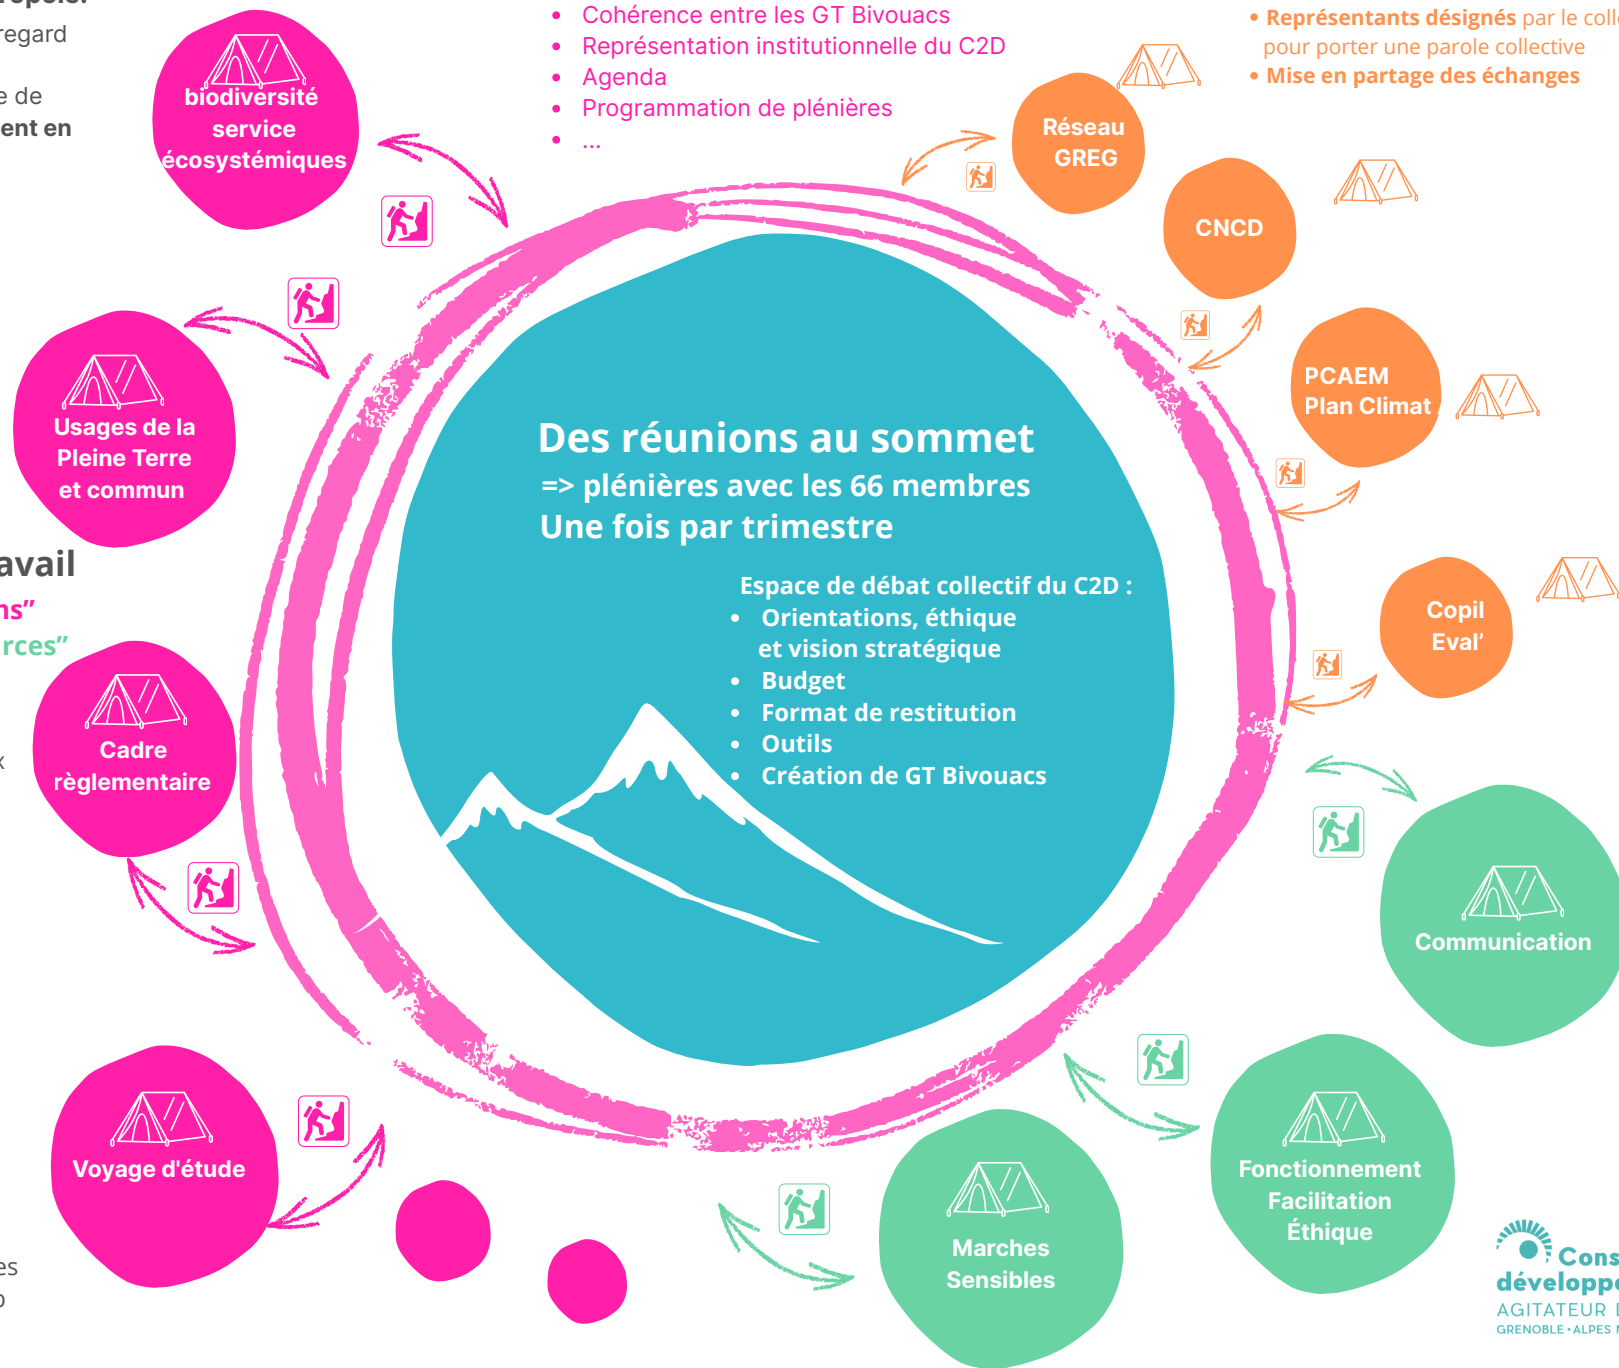 regard
e de
ent en
• Cohérence entre les GT Bivouacs
• Représentation institutionnelle du C2D
• Agenda
• Programmation de plénières
• ...
• Représentants désignés par le
pour porter une parole collective
• Mise en partage des échanges
biodiversité
service
écosystémiques
Réseau
GREG
CNCD
PCAEM
Plan Climat
Copil
Eval'
Usages de la
Pleine Terre
et commun
avail
ns”
rces”
Cadre
règlementaire
x
Des réunions au sommet
=> plénières avec les 66 membres
Une fois par trimestre
Espace de débat collectif du C2D :
• Orientations, éthique
et vision stratégique
• Budget
• Format de restitution
• Outils
• Création de GT Bivouacs
Communication
Voyage d'étude
Fonctionnement
Facilitation
Éthique
Marches
Sensibles
es
Cons
développe
AGITATEUR D
GRENOBLE • ALPES M